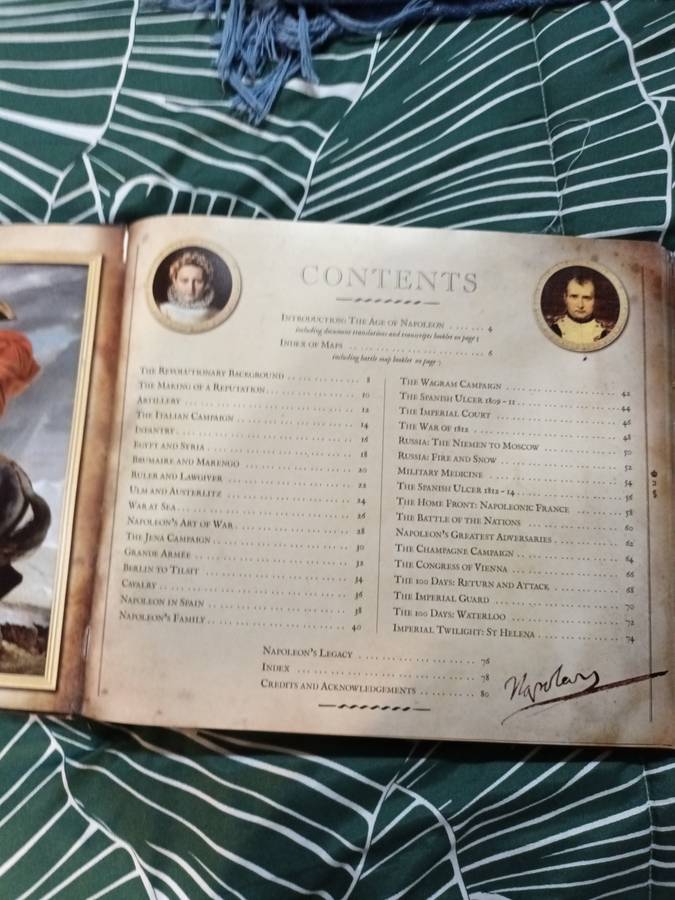 CONTENTS
INTRODUCTION: THE AGE OF NAPOLEON ....... 4
including document translations and transcripts booklet on page 5
INDEX OF MAPS ........................ 6
including battle map booklet on page 7
THE REVOLUTIONARY BACKGROUND ............ 8
THE MAKING OF A REPUTATION ............ 10
ARTILLERY ............ 12
THE ITALIAN CAMPAIGN ............ 14
INFANTRY ............ 16
EGYPT AND SYRIA ............ 18
BRUMAIRE AND MARENGO ............ 20
RULER AND LAWGIVER ............ 22
ULM AND AUSTERLITZ ............ 24
WAR AT SEA ............ 26
NAPOLEON'S ART OF WAR ............ 28
THE JENA CAMPAIGN ............ 30
GRANDE ARMÉE ............ 32
BERLIN TO TILSIT ............ 34
CAVALRY ............ 36
NAPOLEON IN SPAIN ............ 38
NAPOLEON'S FAMILY ............ 40
THE WAGRAM CAMPAIGN ............ 42
THE SPANISH ULCER 1809–11 ............ 44
THE IMPERIAL COURT ............ 46
THE WAR OF 1812 ............ 48
RUSSIA: THE NIEMEN TO MOSCOW ............ 50
RUSSIA: FIRE AND SNOW ............ 52
MILITARY MEDICINE ............ 54
THE SPANISH ULCER 1812–14 ............ 56
THE HOME FRONT: NAPOLEONIC FRANCE ............ 58
THE BATTLE OF THE NATIONS ............ 60
NAPOLEON'S GREATEST ADVERSARIES ............ 62
THE CHAMPAGNE CAMPAIGN ............ 64
THE CONGRESS OF VIENNA ............ 66
THE 100 DAYS: RETURN AND ATTACK ............ 68
THE IMPERIAL GUARD ............ 70
THE 100 DAYS: WATERLOO ............ 72
IMPERIAL TWILIGHT: ST HELENA ............ 74
NAPOLEON'S LEGACY ............ 76
INDEX ............ 78
CREDITS AND ACKNOWLEDGEMENTS .......... 80
Napoleon